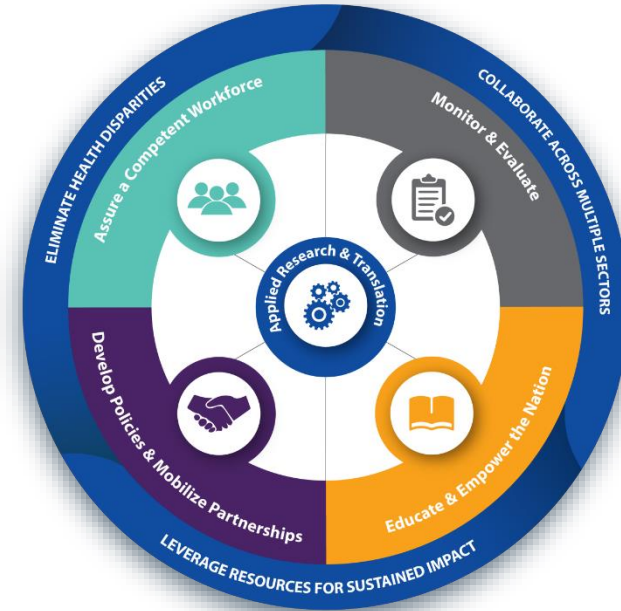 ELIMINATE HEALTH DISPARITIES
COLLABORATE ACROSS MULTIPLE SECTORS
Assure a Competent Workforce
Monitor & Evaluate
Applied Research & Translation
Develop Policies & Mobilize Partnerships
Educate & Empower the Nation
LEVERAGE RESOURCES FOR SUSTAINED IMPACT